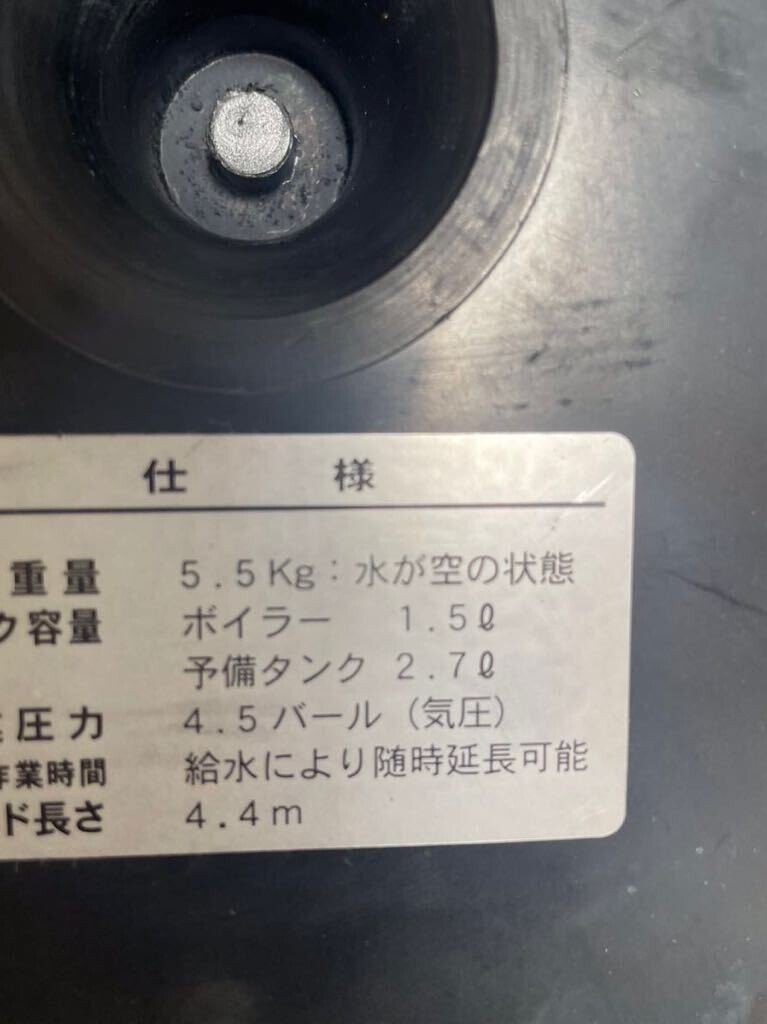 仕様
重量 5.5Kg：水が空の状態
ク容量 ボイラー 1.5ℓ
予備タンク 2.7ℓ
圧力 4.5バール（気圧）
作業時間 給水により随時延長可能
ド長さ 4.4m